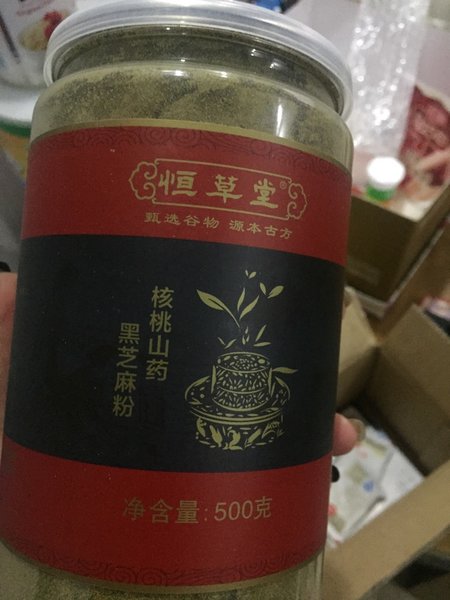 恒草堂®
甄选谷物 源本古方
核桃山药
黑芝麻粉
净含量:500克